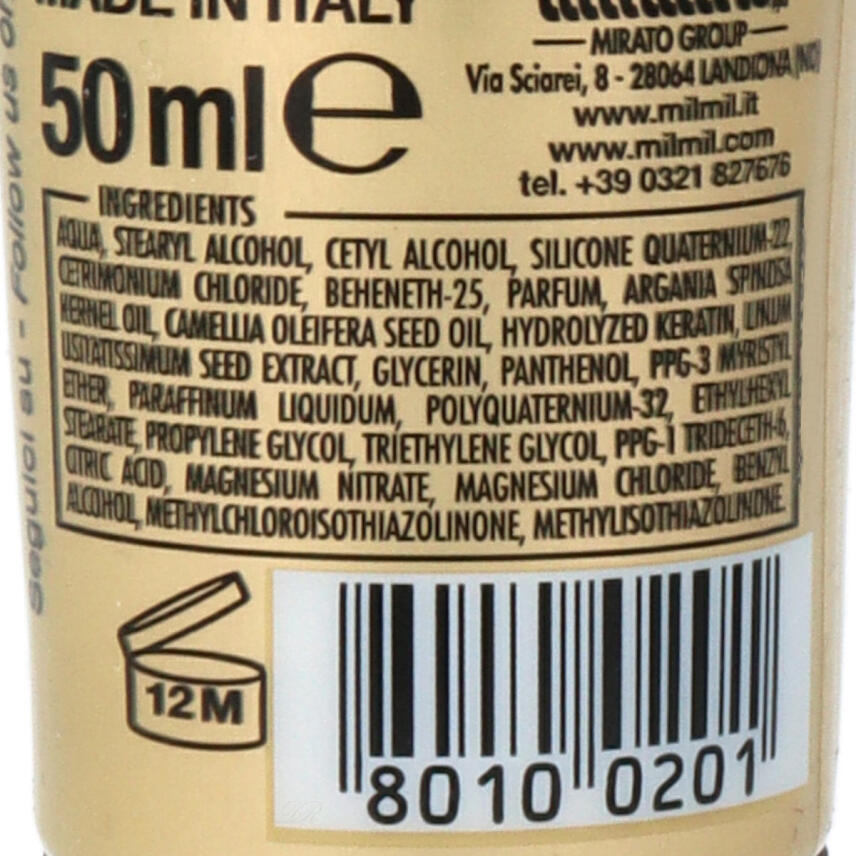 MADE IN ITALY
50 ml e
MIRATO GROUP
Via Sciarei, 8 - 28064 LANDIONA (NO)
www.milmil.it
www.milmil.com
tel. +39 0321 827676
INGREDIENTS
AQUA, STEARYL ALCOHOL, CETYL ALCOHOL, SILICONE QUATERNIUM-22,
CETRIMONIUM CHLORIDE, BEHENETH-25, PARFUM, ARGANIA SPINOSA
KERNEL OIL, CAMELLIA OLEIFERA SEED OIL, HYDROLYZED KERATIN, LINUM
USITATISSIMUM SEED EXTRACT, GLYCERIN, PANTHENOL, PPG-3 MYRISTYL
ETHER, PARAFFINUM LIQUIDUM, POLYQUATERNIUM-32, ETHYLHEXYL
STEARATE, PROPYLENE GLYCOL, TRIETHYLENE GLYCOL, PPG-1 TRIDECETH-6,
CITRIC ACID, MAGNESIUM NITRATE, MAGNESIUM CHLORIDE, BENZYL
ALCOHOL, METHYLCHLOROISOTHIAZOLINONE, METHYLISOTHIAZOLINONE.
12M
8010 0201
Seguici su - Follow us on